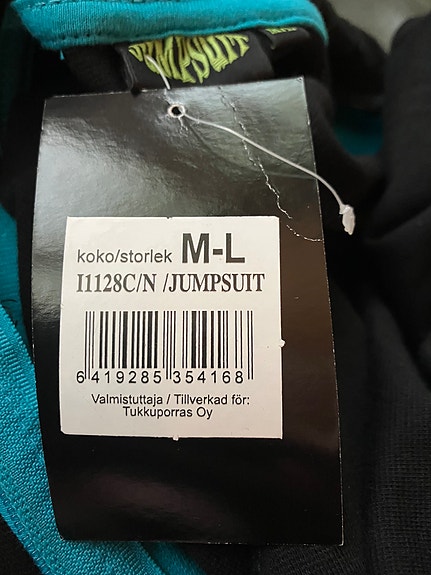 JUMPSUIT
koko/storlek M-L
I1128C/N /JUMPSUIT
6 419285 354168
Valmistuttaja / Tillverkad för:
Tukkuporras Oy